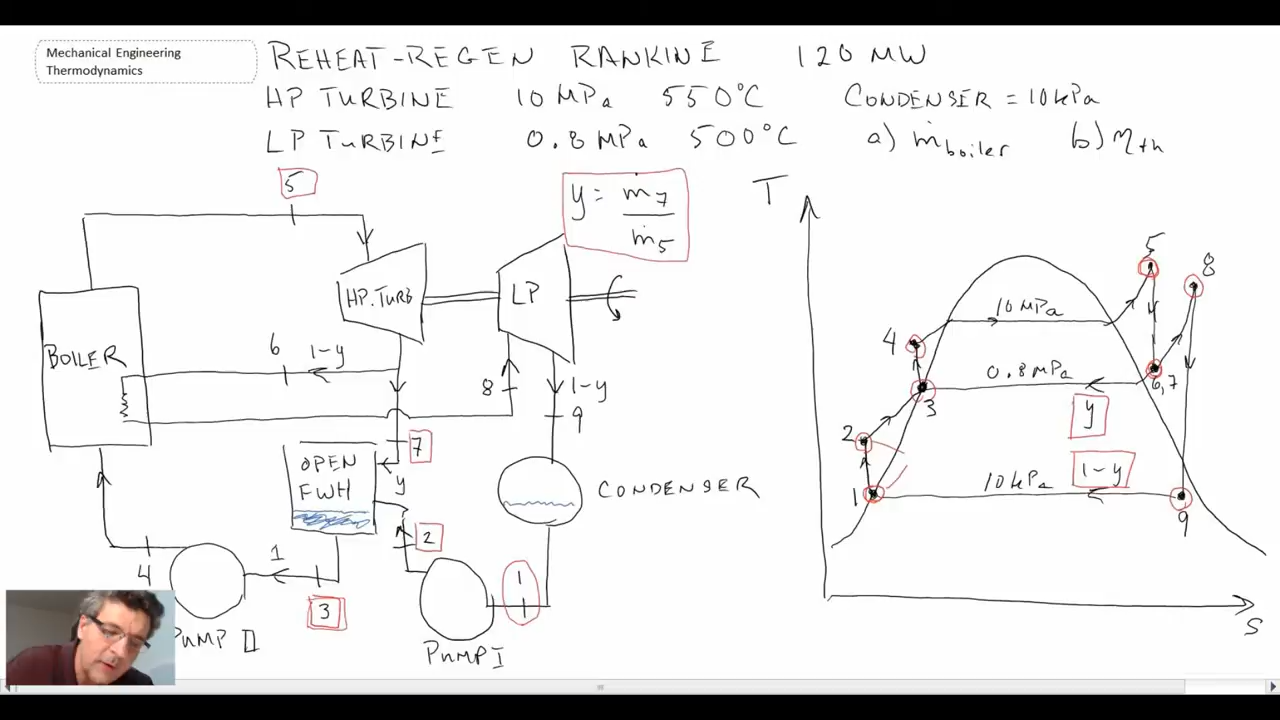 Mechanical Engineering
Thermodynamics
REHEAT-REGEN RANKINE 120 MW
HP TURBINE 10 MPa 550°C CONDENSER = 10 kPa
LP TURBINE 0.8 MPa 500°C a) ṁboiler b) ηth
5
y = ṁ7 / ṁ5
T
HP. TURB
LP
BOILER
6
1-y
8
1-y
9
7
y
OPEN
FWH
CONDENSER
2
1
4
1
3
PUMP II
PUMP I
5
8
10 MPa
4
0.8 MPa
6,7
3
y
2
1-y
1
10 kPa
9
S